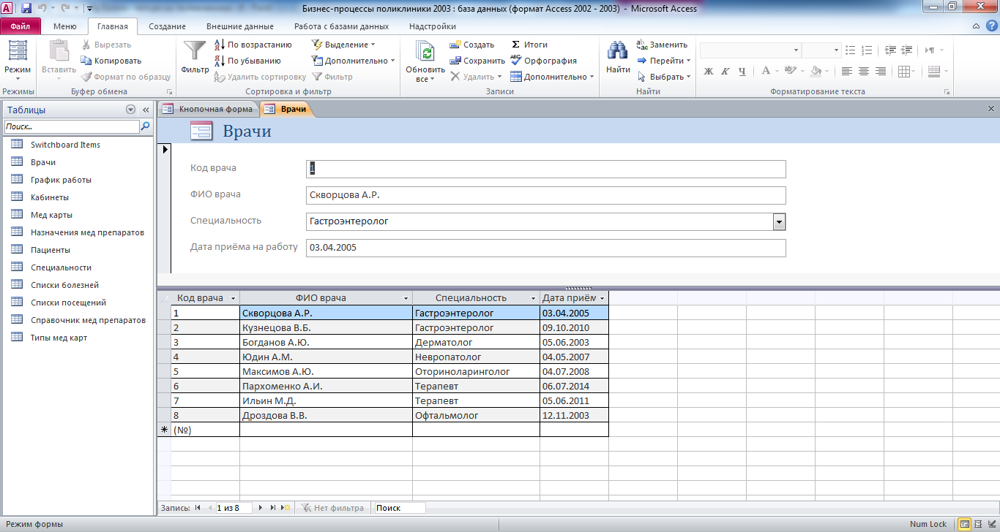 Бизнес-процессы поликлиники 2003 : база данных (формат Access 2002 - 2003) - Microsoft Access
Файл Меню Главная Создание Внешние данные Работа с базами данных Надстройки
Режим
Режимы
Вставить
Вырезать
Копировать
Формат по образцу
Буфер обмена
Фильтр
По возрастанию
По убыванию
Удалить сортировку
Выделение
Дополнительно
Фильтр
Сортировка и фильтр
Обновить
все
Создать
Сохранить
Удалить
Итоги
Орфография
Дополнительно
Записи
Найти
Заменить
Перейти
Выбрать
Найти
Ж К Ч
А
Форматирование текста
Таблицы
Поиск...
Switchboard Items
Врачи
График работы
Кабинеты
Мед карты
Назначения мед препаратов
Пациенты
Специальности
Списки болезней
Списки посещений
Справочник мед препаратов
Типы мед карт
Кнопочная форма Врачи
Врачи
Код врача 1
ФИО врача Скворцова А.Р.
Специальность Гастроэнтеролог
Дата приёма на работу 03.04.2005
Код врача ФИО врача Специальность Дата приём
1 Скворцова А.Р. Гастроэнтеролог 03.04.2005
2 Кузнецова В.Б. Гастроэнтеролог 09.10.2010
3 Богданов А.Ю. Дерматолог 05.06.2003
4 Юдин А.М. Невропатолог 04.05.2007
5 Максимов А.Ю. Оториноларинголог 04.07.2008
6 Пархоменко А.И. Терапевт 06.07.2014
7 Ильин М.Д. Терапевт 05.06.2011
8 Дроздова В.В. Офтальмолог 12.11.2003
(№)
Запись: 1 из 8 Нет фильтра Поиск
Режим формы Num Lock